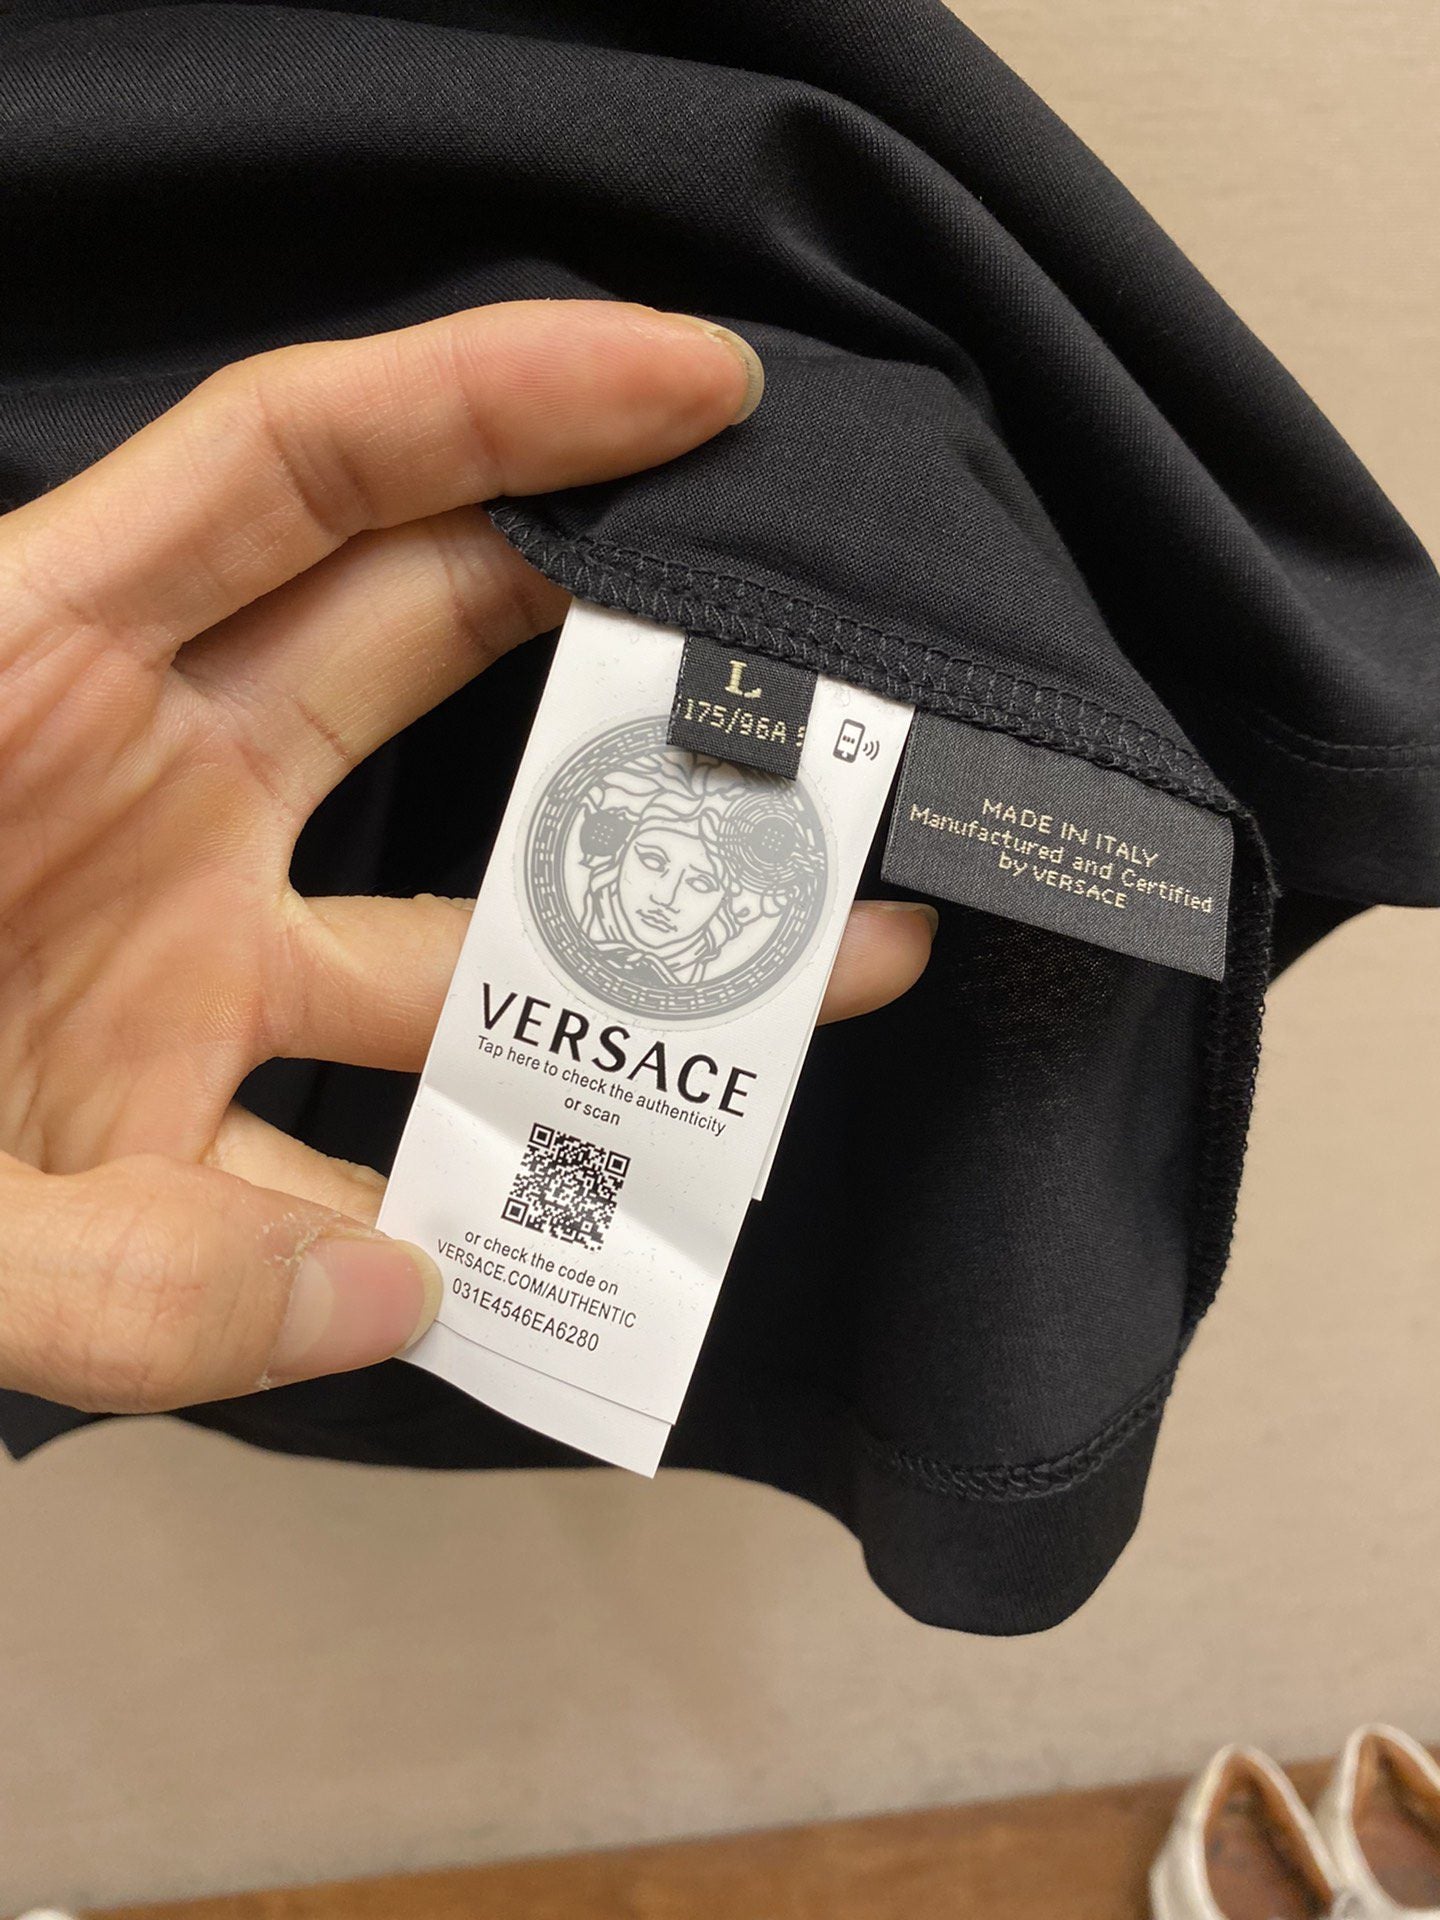 L
175/96A
MADE IN ITALY
Manufactured and Certified
by VERSACE
VERSACE
Tap here to check the authenticity
or scan
or check the code on
VERSACE.COM/AUTHENTIC
031E4546EA6280